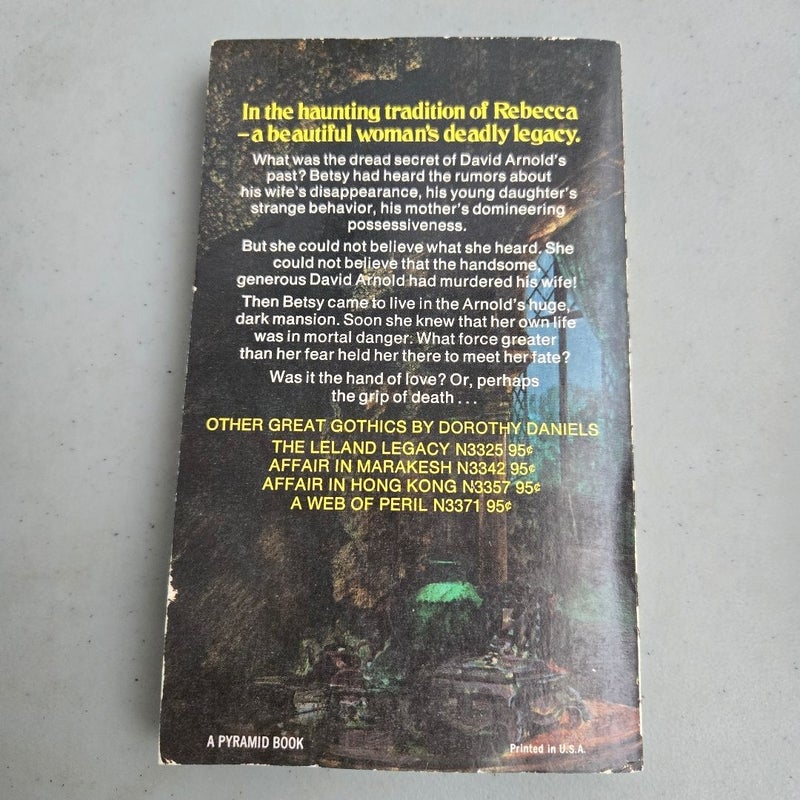 In the haunting tradition of Rebecca
–a beautiful woman's deadly legacy.
What was the dread secret of David Arnold's
past? Betsy had heard the rumors about
his wife's disappearance, his young daughter's
strange behavior, his mother's domineering
possessiveness.
But she could not believe what she heard. She
could not believe that the handsome,
generous David Arnold had murdered his wife!
Then Betsy came to live in the Arnold's huge,
dark mansion. Soon she knew that her own life
was in mortal danger. What force greater
than her fear held her there to meet her fate?
Was it the hand of love? Or, perhaps
the grip of death . . .
OTHER GREAT GOTHICS BY DOROTHY DANIELS
THE LELAND LEGACY N3325 95¢
AFFAIR IN MARAKESH N3342 95¢
AFFAIR IN HONG KONG N3357 95¢
A WEB OF PERIL N3371 95¢
A PYRAMID BOOK
Printed in U.S.A.